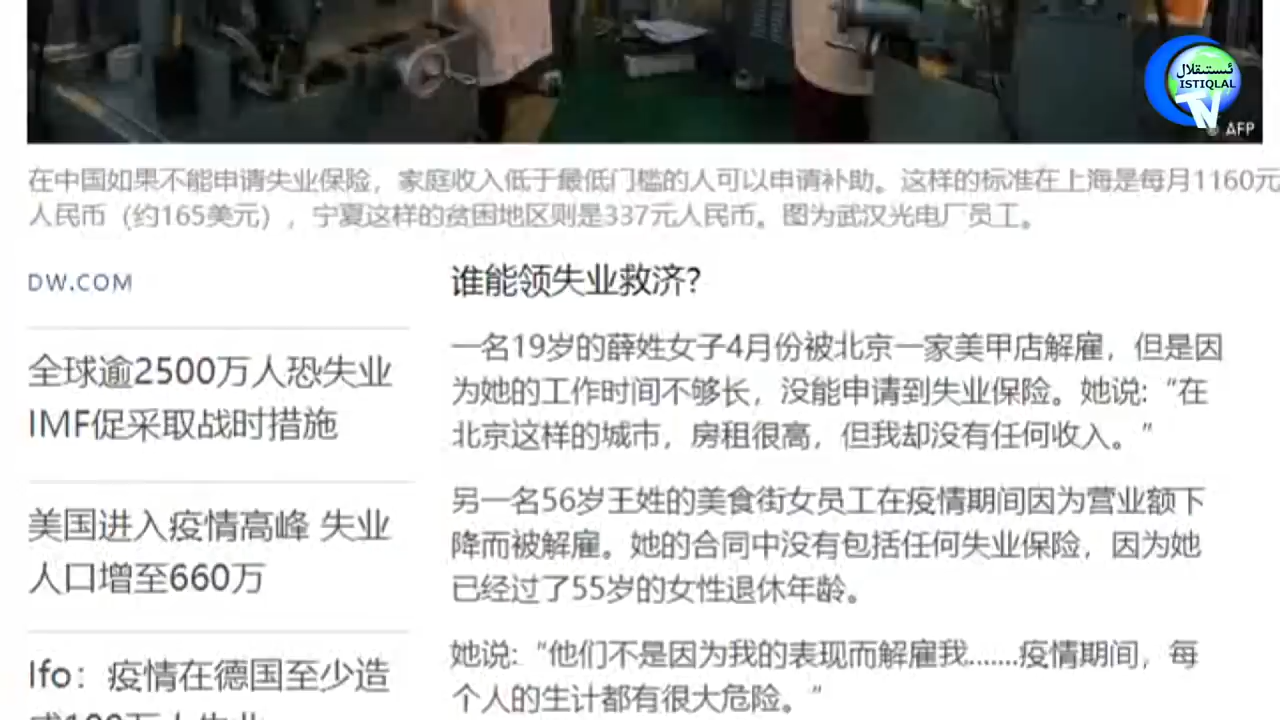 ئىستىقلال
ISTIQLAL
TV
© AFP
在中国如果不能申请失业保险，家庭收入低于最低门槛的人可以申请补助。这样的标准在上海是每月1160元
人民币（约165美元），宁夏这样的贫困地区则是337元人民币。图为武汉光电厂员工。
DW.COM
全球逾2500万人恐失业
IMF促采取战时措施
美国进入疫情高峰 失业
人口增至660万
Ifo：疫情在德国至少造
谁能领失业救济?
一名19岁的薛姓女子4月份被北京一家美甲店解雇，但是因
为她的工作时间不够长，没能申请到失业保险。她说: “在
北京这样的城市，房租很高，但我却没有任何收入。”
另一名56岁王姓的美食街女员工在疫情期间因为营业额下
降而被解雇。她的合同中没有包括任何失业保险，因为她
已经过了55岁的女性退休年龄。
她说: “他们不是因为我的表现而解雇我.......疫情期间，每
个人的生计都有很大危险。”